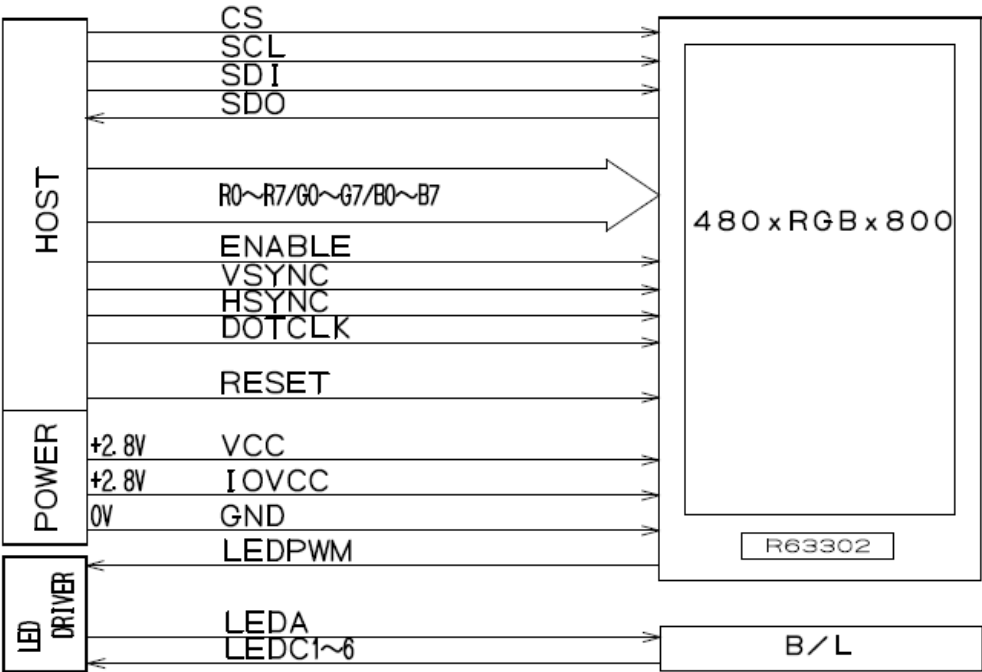 CS
SCL
SDI
SDO
HOST
R0～R7/G0～G7/B0～B7
480xRGBx800
ENABLE
VSYNC
HSYNC
DOTCLK
RESET
POWER
+2.8V VCC
+2.8V IOVCC
0V GND
R63302
LEDPWM
LED DRIVER
LEDA
LEDC1～6
B/L